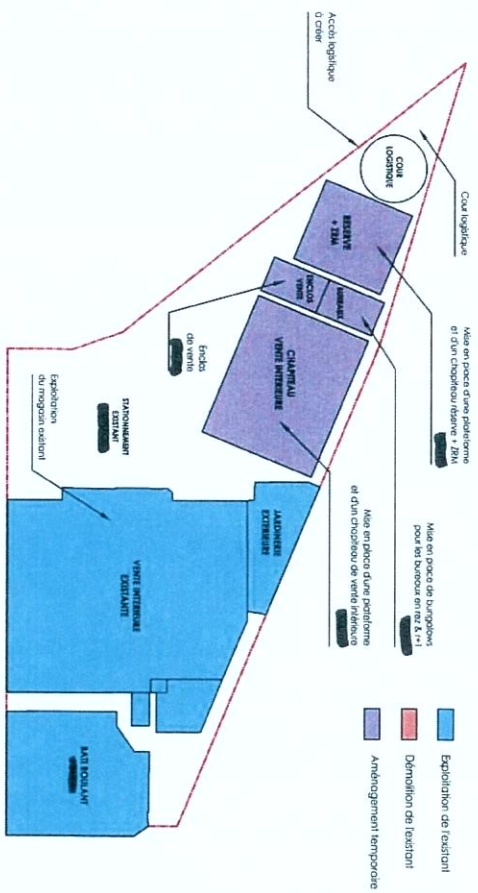 Accès logistique
à créer
Cour logistique
Mise en place d'une plateforme
et d'un chapiteau réserve + ZRM
Mise en place de bungalows
pour les bureaux en rez & r+1
Mise en place d'une plateforme
et d'un chapiteau de vente intérieure
Enclos
de vente
Exploitation
du magasin existant
COUR
LOGISTIQUE
RESERVE
+ ZRM
BUREAUX
ENCLOS
VENTE
CHAPITEAU
VENTE INTERIEURE
STATIONNEMENT
EXISTANT
JARDINERIE
EXTERIEURE
VENTE INTERIEURE
EXISTANTE
BATI ROULANT
Exploitation de l'existant
Démolition de l'existant
Aménagement temporaire